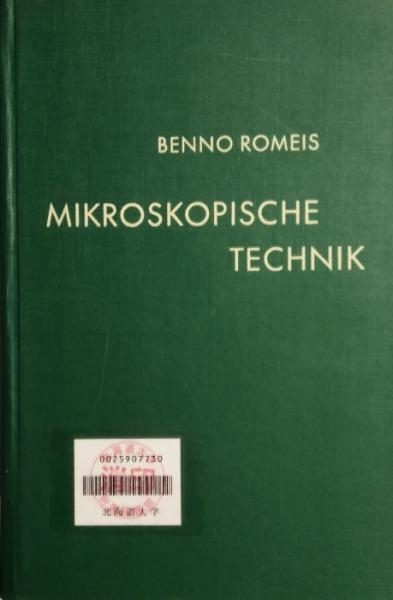 BENNO ROMEIS
MIKROSKOPISCHE
TECHNIK
0025907730
北海道大学